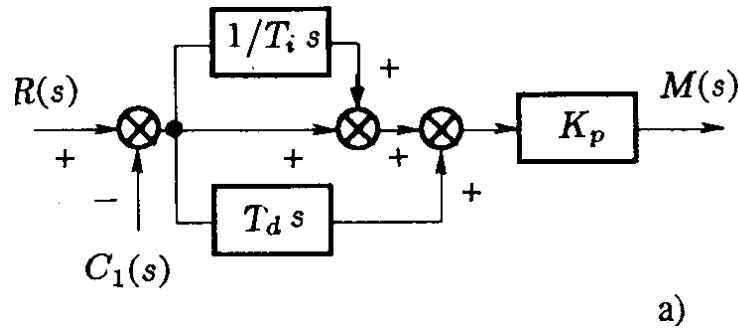 1/T_i s
+
R(s)
M(s)
K_p
+
+
+
+
−
T_d s
C_1(s)
a)